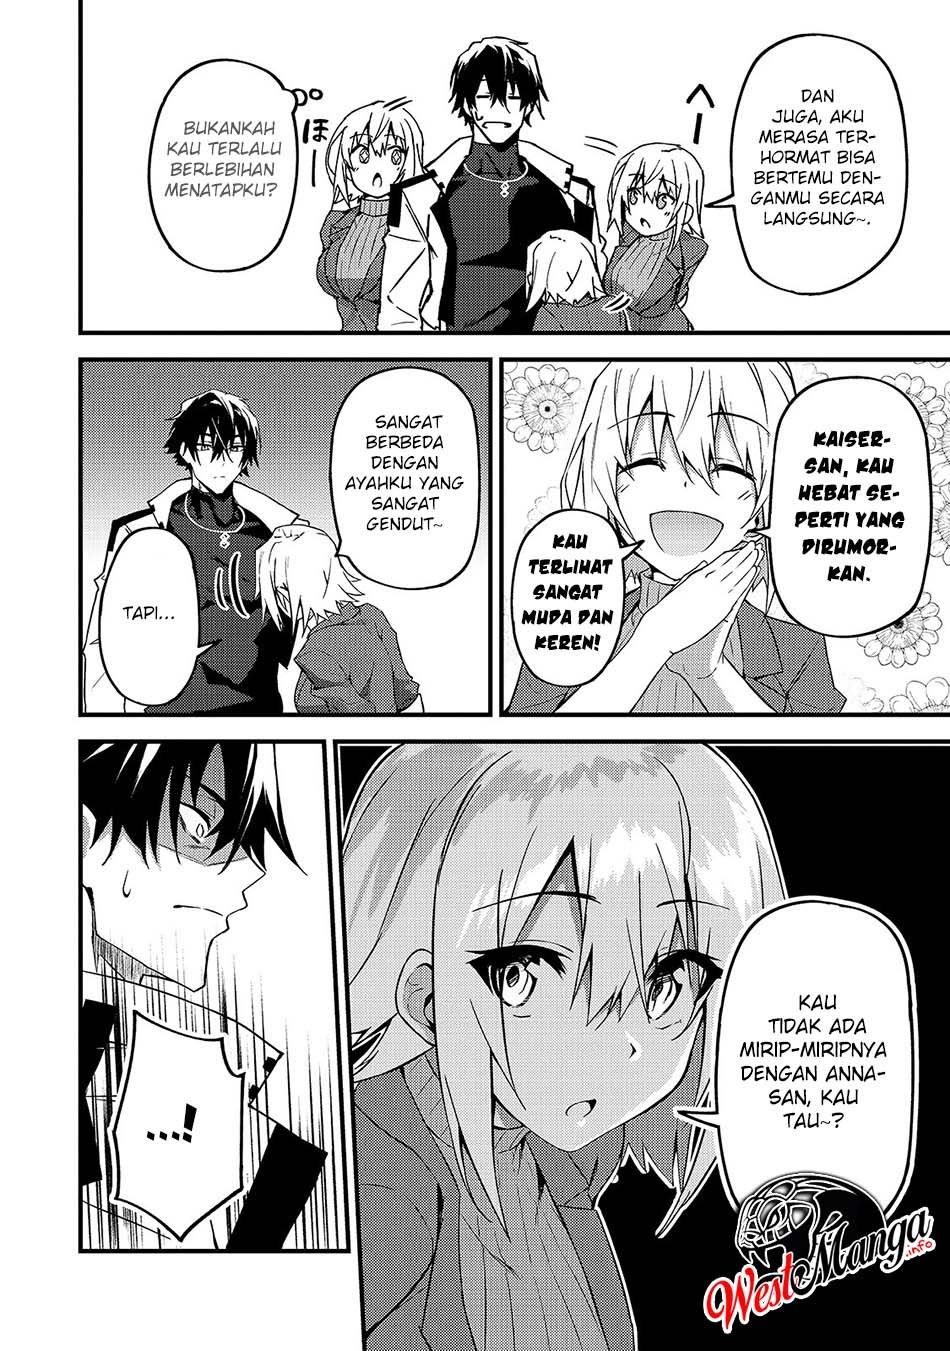 DAN
JUGA, AKU
MERASA TER-
HORMAT BISA
BERTEMU DEN-
GANMU SECARA
LANGSUNG~.
へ
BUKANKAH
KAU TERLALU
BERLEBIHAN
MENATAPKU?
ほー
KAISER-
SAN, KAU
HEBAT SE-
PERTI YANG
DIRUMOR-
KAN.
KAU
TERLIHAT
SANGAT
MUDA DAN
KEREN!
SANGAT
BERBEDA
DENGAN
AYAHKU YANG
SANGAT
GENDUT~
TAPI...
KAU
TIDAK ADA
MIRIP-MIRIPNYA
DENGAN ANNA-
SAN, KAU
TAU~?
...!
WestManga
.info